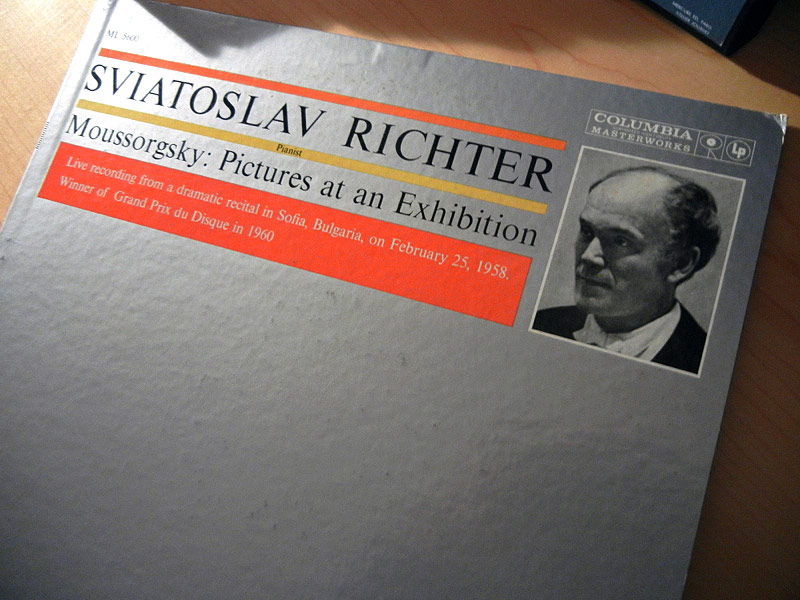 ML 5600
SVIATOSLAV RICHTER
Pianist
Moussorgsky: Pictures at an Exhibition
Live recording from a dramatic recital in Sofia, Bulgaria, on February 25, 1958.
Winner of Grand Prix du Disque in 1960
COLUMBIA
MASTERWORKS
LP